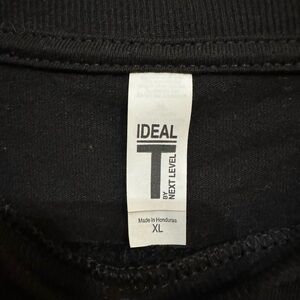 IDEAL
T
BY
NEXT LEVEL
Made in Honduras
XL